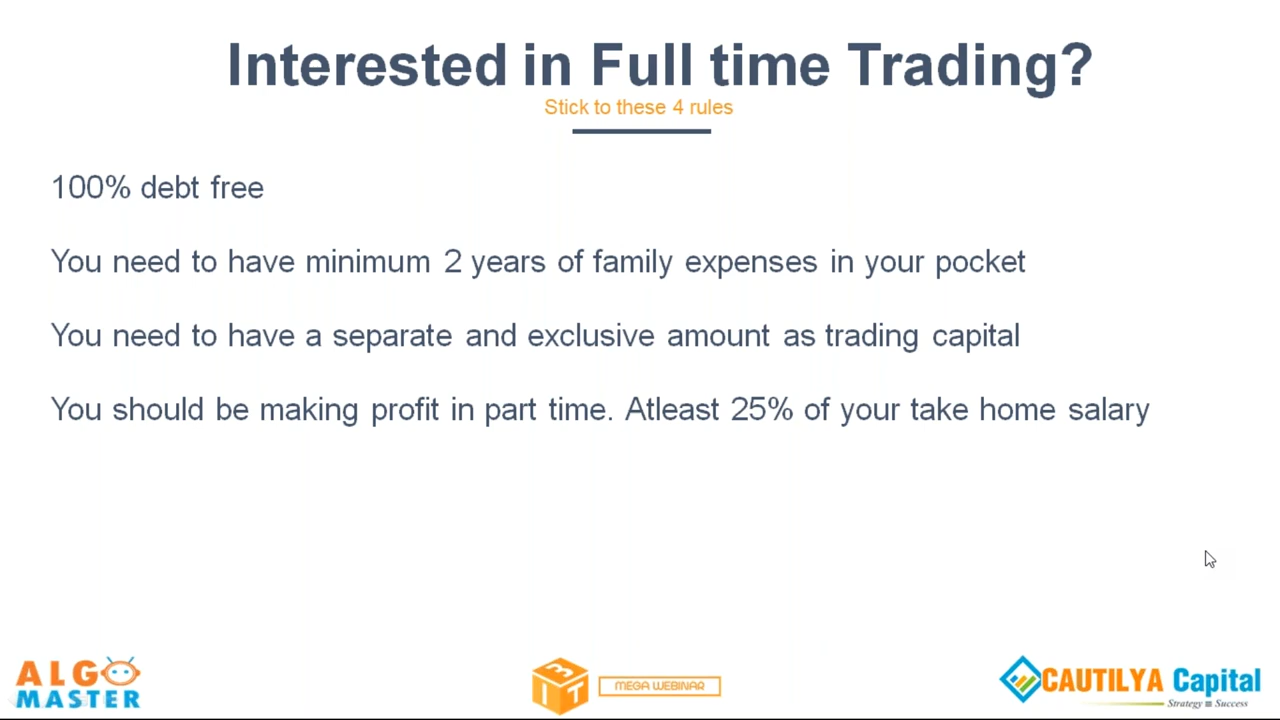 Interested in Full time Trading?
Stick to these 4 rules
100% debt free
You need to have minimum 2 years of family expenses in your pocket
You need to have a separate and exclusive amount as trading capital
You should be making profit in part time. Atleast 25% of your take home salary
ALGO
MASTER
MEGA WEBINAR
CAUTILYA Capital
Strategy = Success